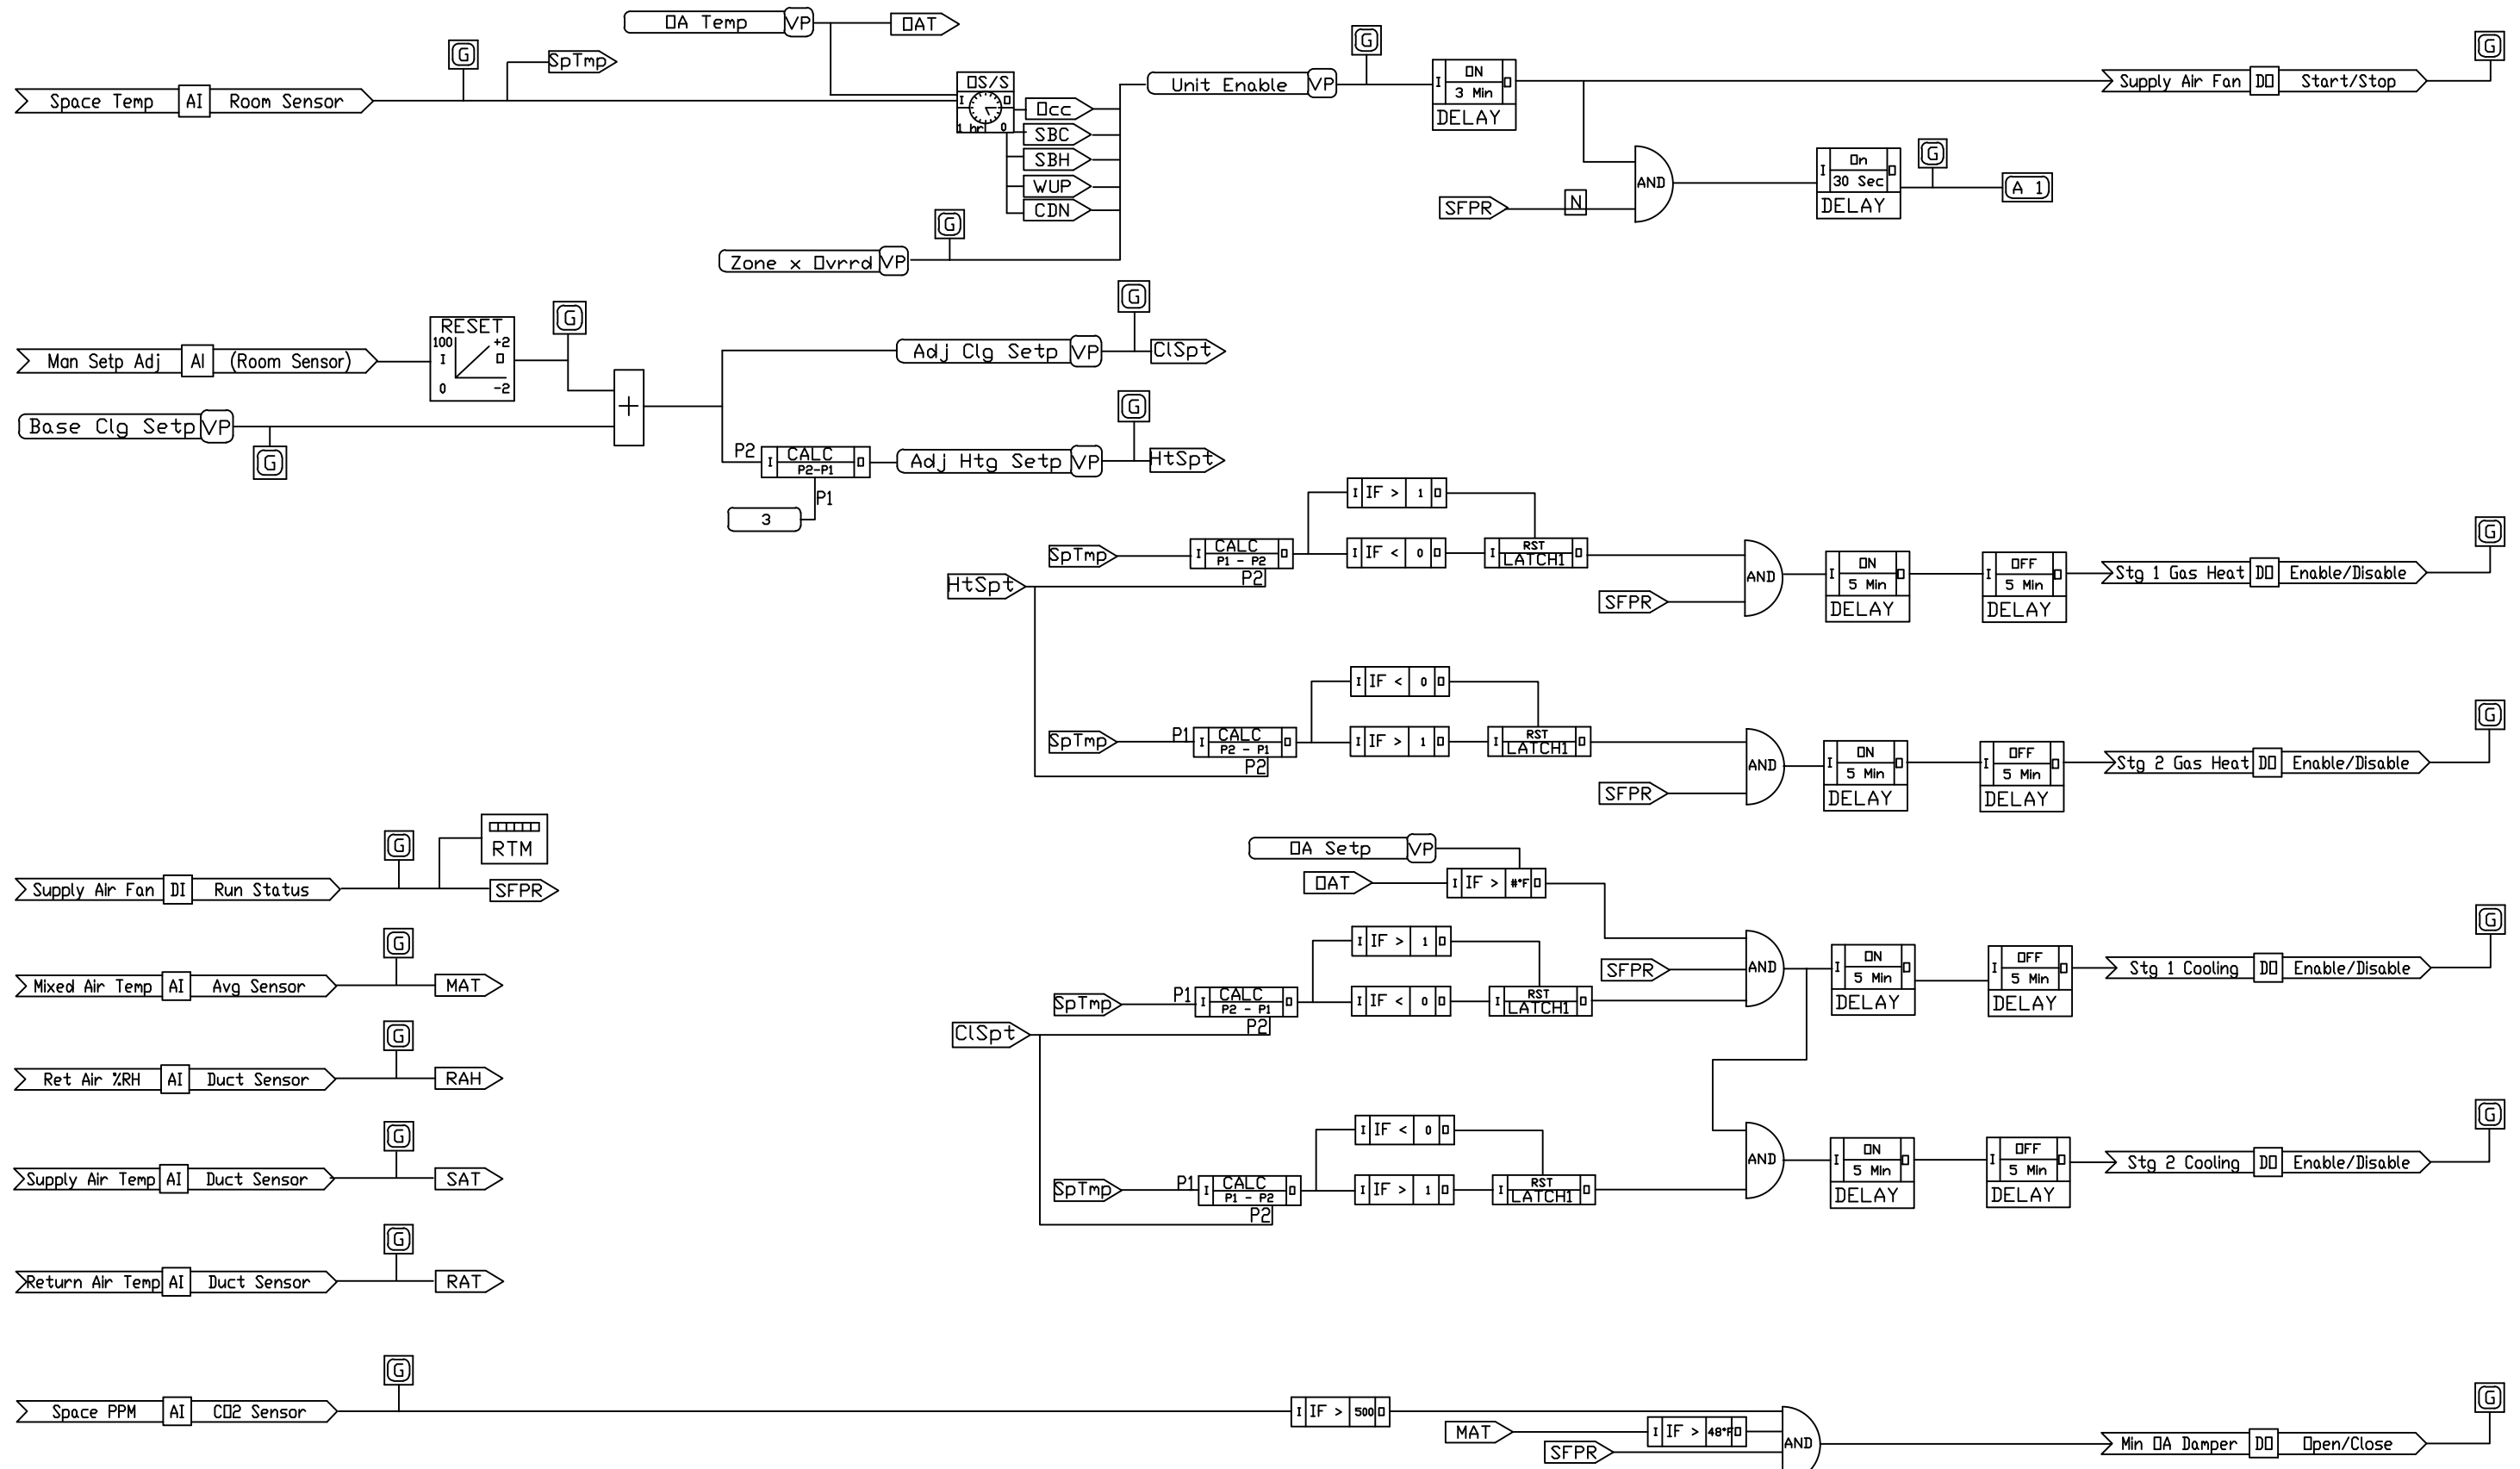 OA Temp VP OAT
G
SpTmp
Space Temp AI Room Sensor
OS/S
I O
1 hr 0
Occ
SBC
SBH
WUP
CDN
G
Zone x Ovrrd VP
Unit Enable VP
G
I ON O
3 Min
DELAY
Supply Air Fan DO Start/Stop
G
SFPR N
AND
I On O
30 Sec
DELAY
G
A 1
Man Setp Adj AI (Room Sensor)
RESET
100 +2
I O
0 -2
G
Base Clg Setp VP
G
+
Adj Clg Setp VP
G
ClSpt
P2
I CALC O
P2-P1
P1
3
Adj Htg Setp VP
G
HtSpt
I IF > 1 O
SpTmp
I CALC O
P1 - P2
P2
I IF < 0 O
I RST O
LATCH1
HtSpt
SFPR
AND
I ON O
5 Min
DELAY
I OFF O
5 Min
DELAY
Stg 1 Gas Heat DO Enable/Disable
G
I IF < 0 O
SpTmp P1
I CALC O
P2 - P1
P2
I IF > 1 O
I RST O
LATCH1
SFPR
AND
I ON O
5 Min
DELAY
I OFF O
5 Min
DELAY
Stg 2 Gas Heat DO Enable/Disable
G
RTM
G
Supply Air Fan DI Run Status
SFPR
OA Setp VP
OAT
I IF > #°F O
G
Mixed Air Temp AI Avg Sensor
MAT
I IF > 1 O
SpTmp P1
I CALC O
P2 - P1
P2
I IF < 0 O
I RST O
LATCH1
ClSpt
SFPR
AND
I ON O
5 Min
DELAY
I OFF O
5 Min
DELAY
Stg 1 Cooling DO Enable/Disable
G
G
Ret Air %RH AI Duct Sensor
RAH
G
Supply Air Temp AI Duct Sensor
SAT
I IF < 0 O
SpTmp P1
I CALC O
P1 - P2
P2
I IF > 1 O
I RST O
LATCH1
AND
I ON O
5 Min
DELAY
I OFF O
5 Min
DELAY
Stg 2 Cooling DO Enable/Disable
G
G
Return Air Temp AI Duct Sensor
RAT
G
Space PPM AI CO2 Sensor
I IF > 500 O
MAT
I IF > 48°F O
SFPR
AND
Min OA Damper DO Open/Close
G